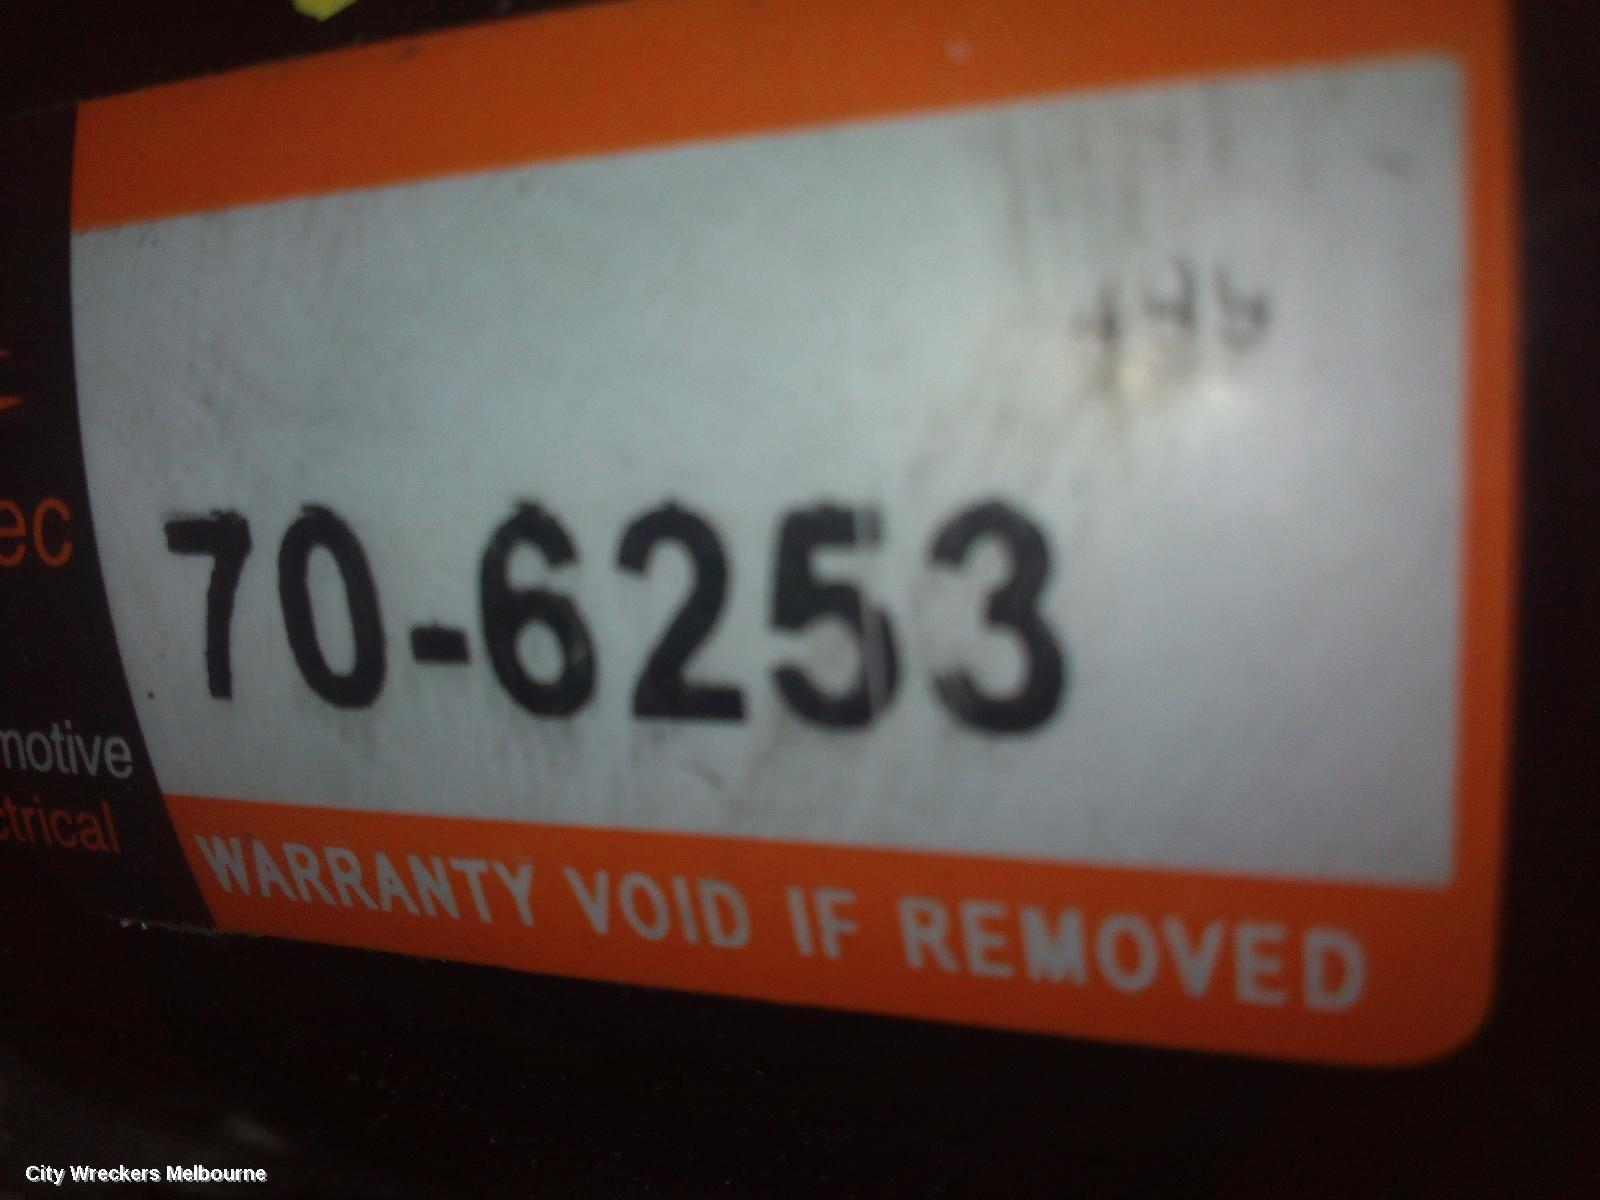 ec
70-6253
motive
ctrical
WARRANTY VOID IF REMOVED
City Wreckers Melbourne